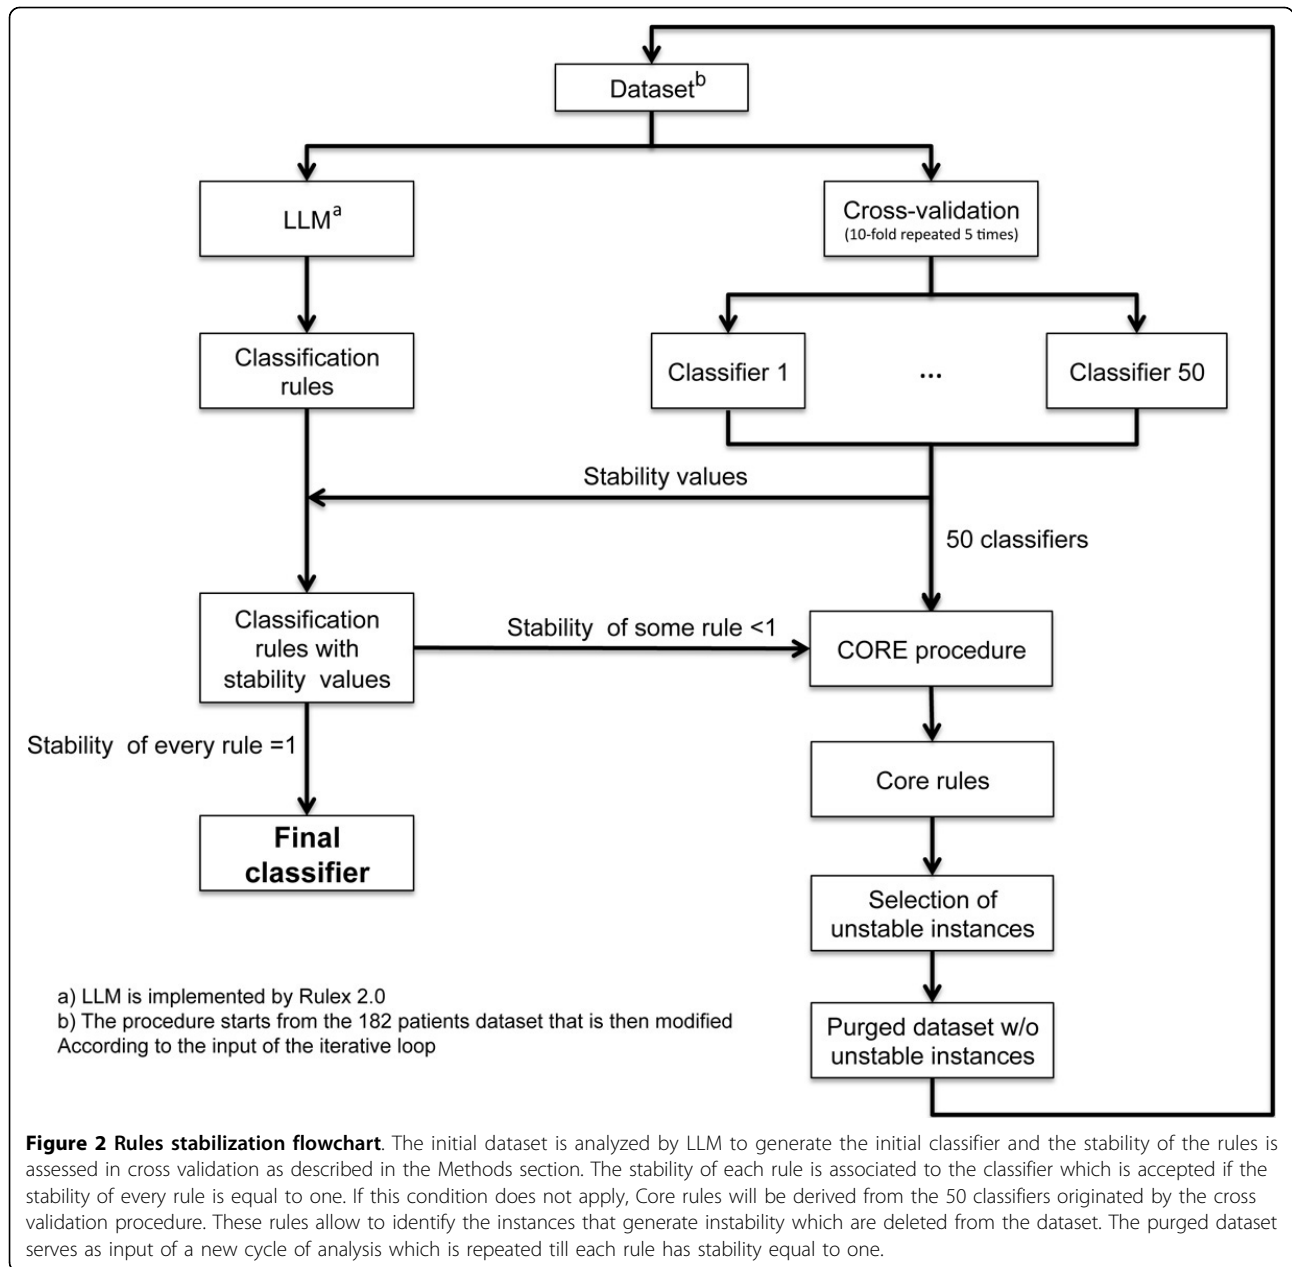 Dataset^b
LLM^a
Cross-validation
(10-fold repeated 5 times)
Classification
rules
Classifier 1
...
Classifier 50
Stability values
50 classifiers
Classification
rules with
stability values
Stability of some rule <1
CORE procedure
Stability of every rule =1
Core rules
Final
classifier
Selection of
unstable instances
Purged dataset w/o
unstable instances
a) LLM is implemented by Rulex 2.0
b) The procedure starts from the 182 patients dataset that is then modified
According to the input of the iterative loop
Figure 2 Rules stabilization flowchart. The initial dataset is analyzed by LLM to generate the initial classifier and the stability of the rules is
assessed in cross validation as described in the Methods section. The stability of each rule is associated to the classifier which is accepted if the
stability of every rule is equal to one. If this condition does not apply, Core rules will be derived from the 50 classifiers originated by the cross
validation procedure. These rules allow to identify the instances that generate instability which are deleted from the dataset. The purged dataset
serves as input of a new cycle of analysis which is repeated till each rule has stability equal to one.